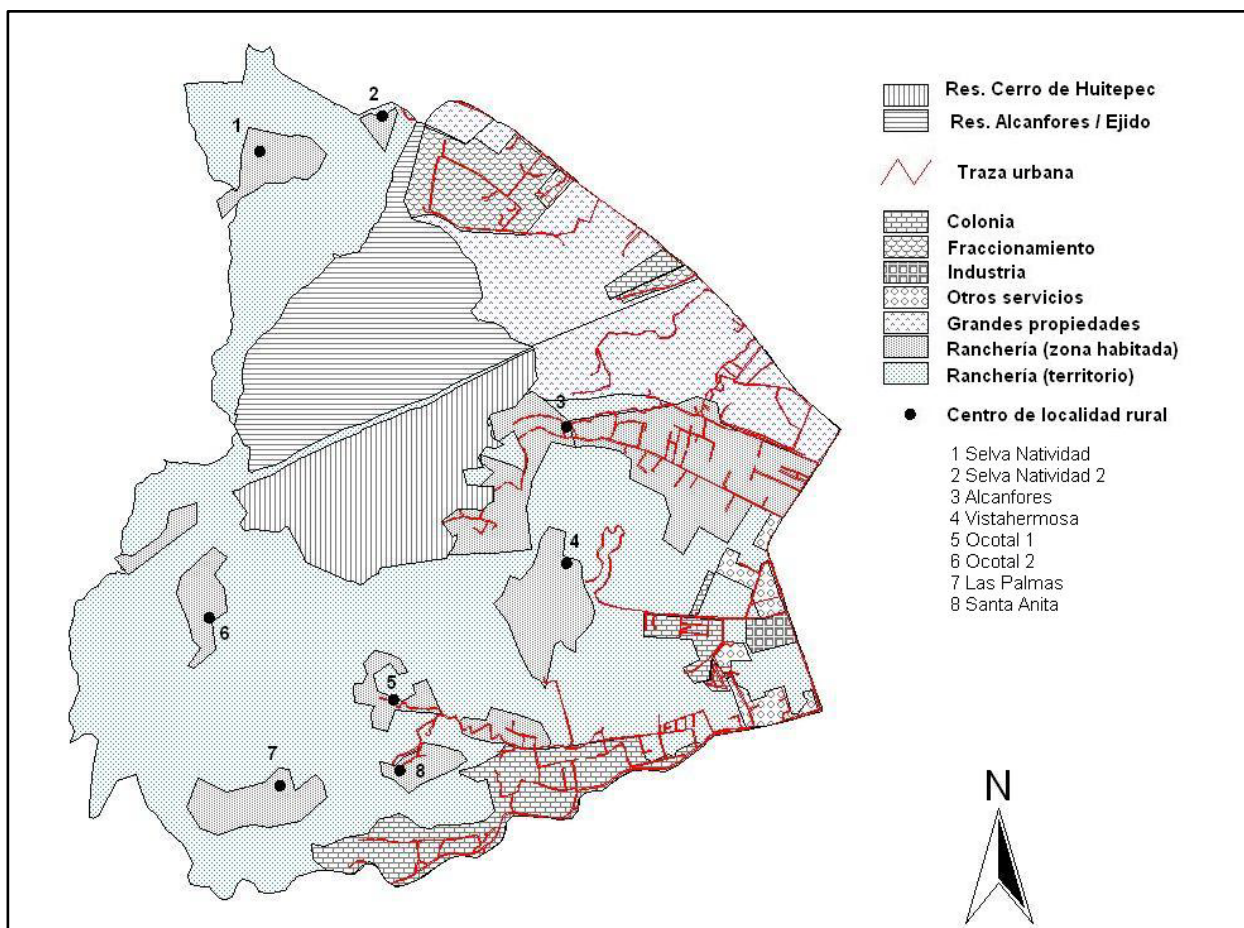 Res. Cerro de Huitepec
Res. Alcanfores / Ejido
Traza urbana
Colonia
Fraccionamiento
Industria
Otros servicios
Grandes propiedades
Ranchería (zona habitada)
Ranchería (territorio)
Centro de localidad rural
1 Selva Natividad
2 Selva Natividad 2
3 Alcanfores
4 Vistahermosa
5 Ocotal 1
6 Ocotal 2
7 Las Palmas
8 Santa Anita
2
1
3
4
6
5
7
8
N